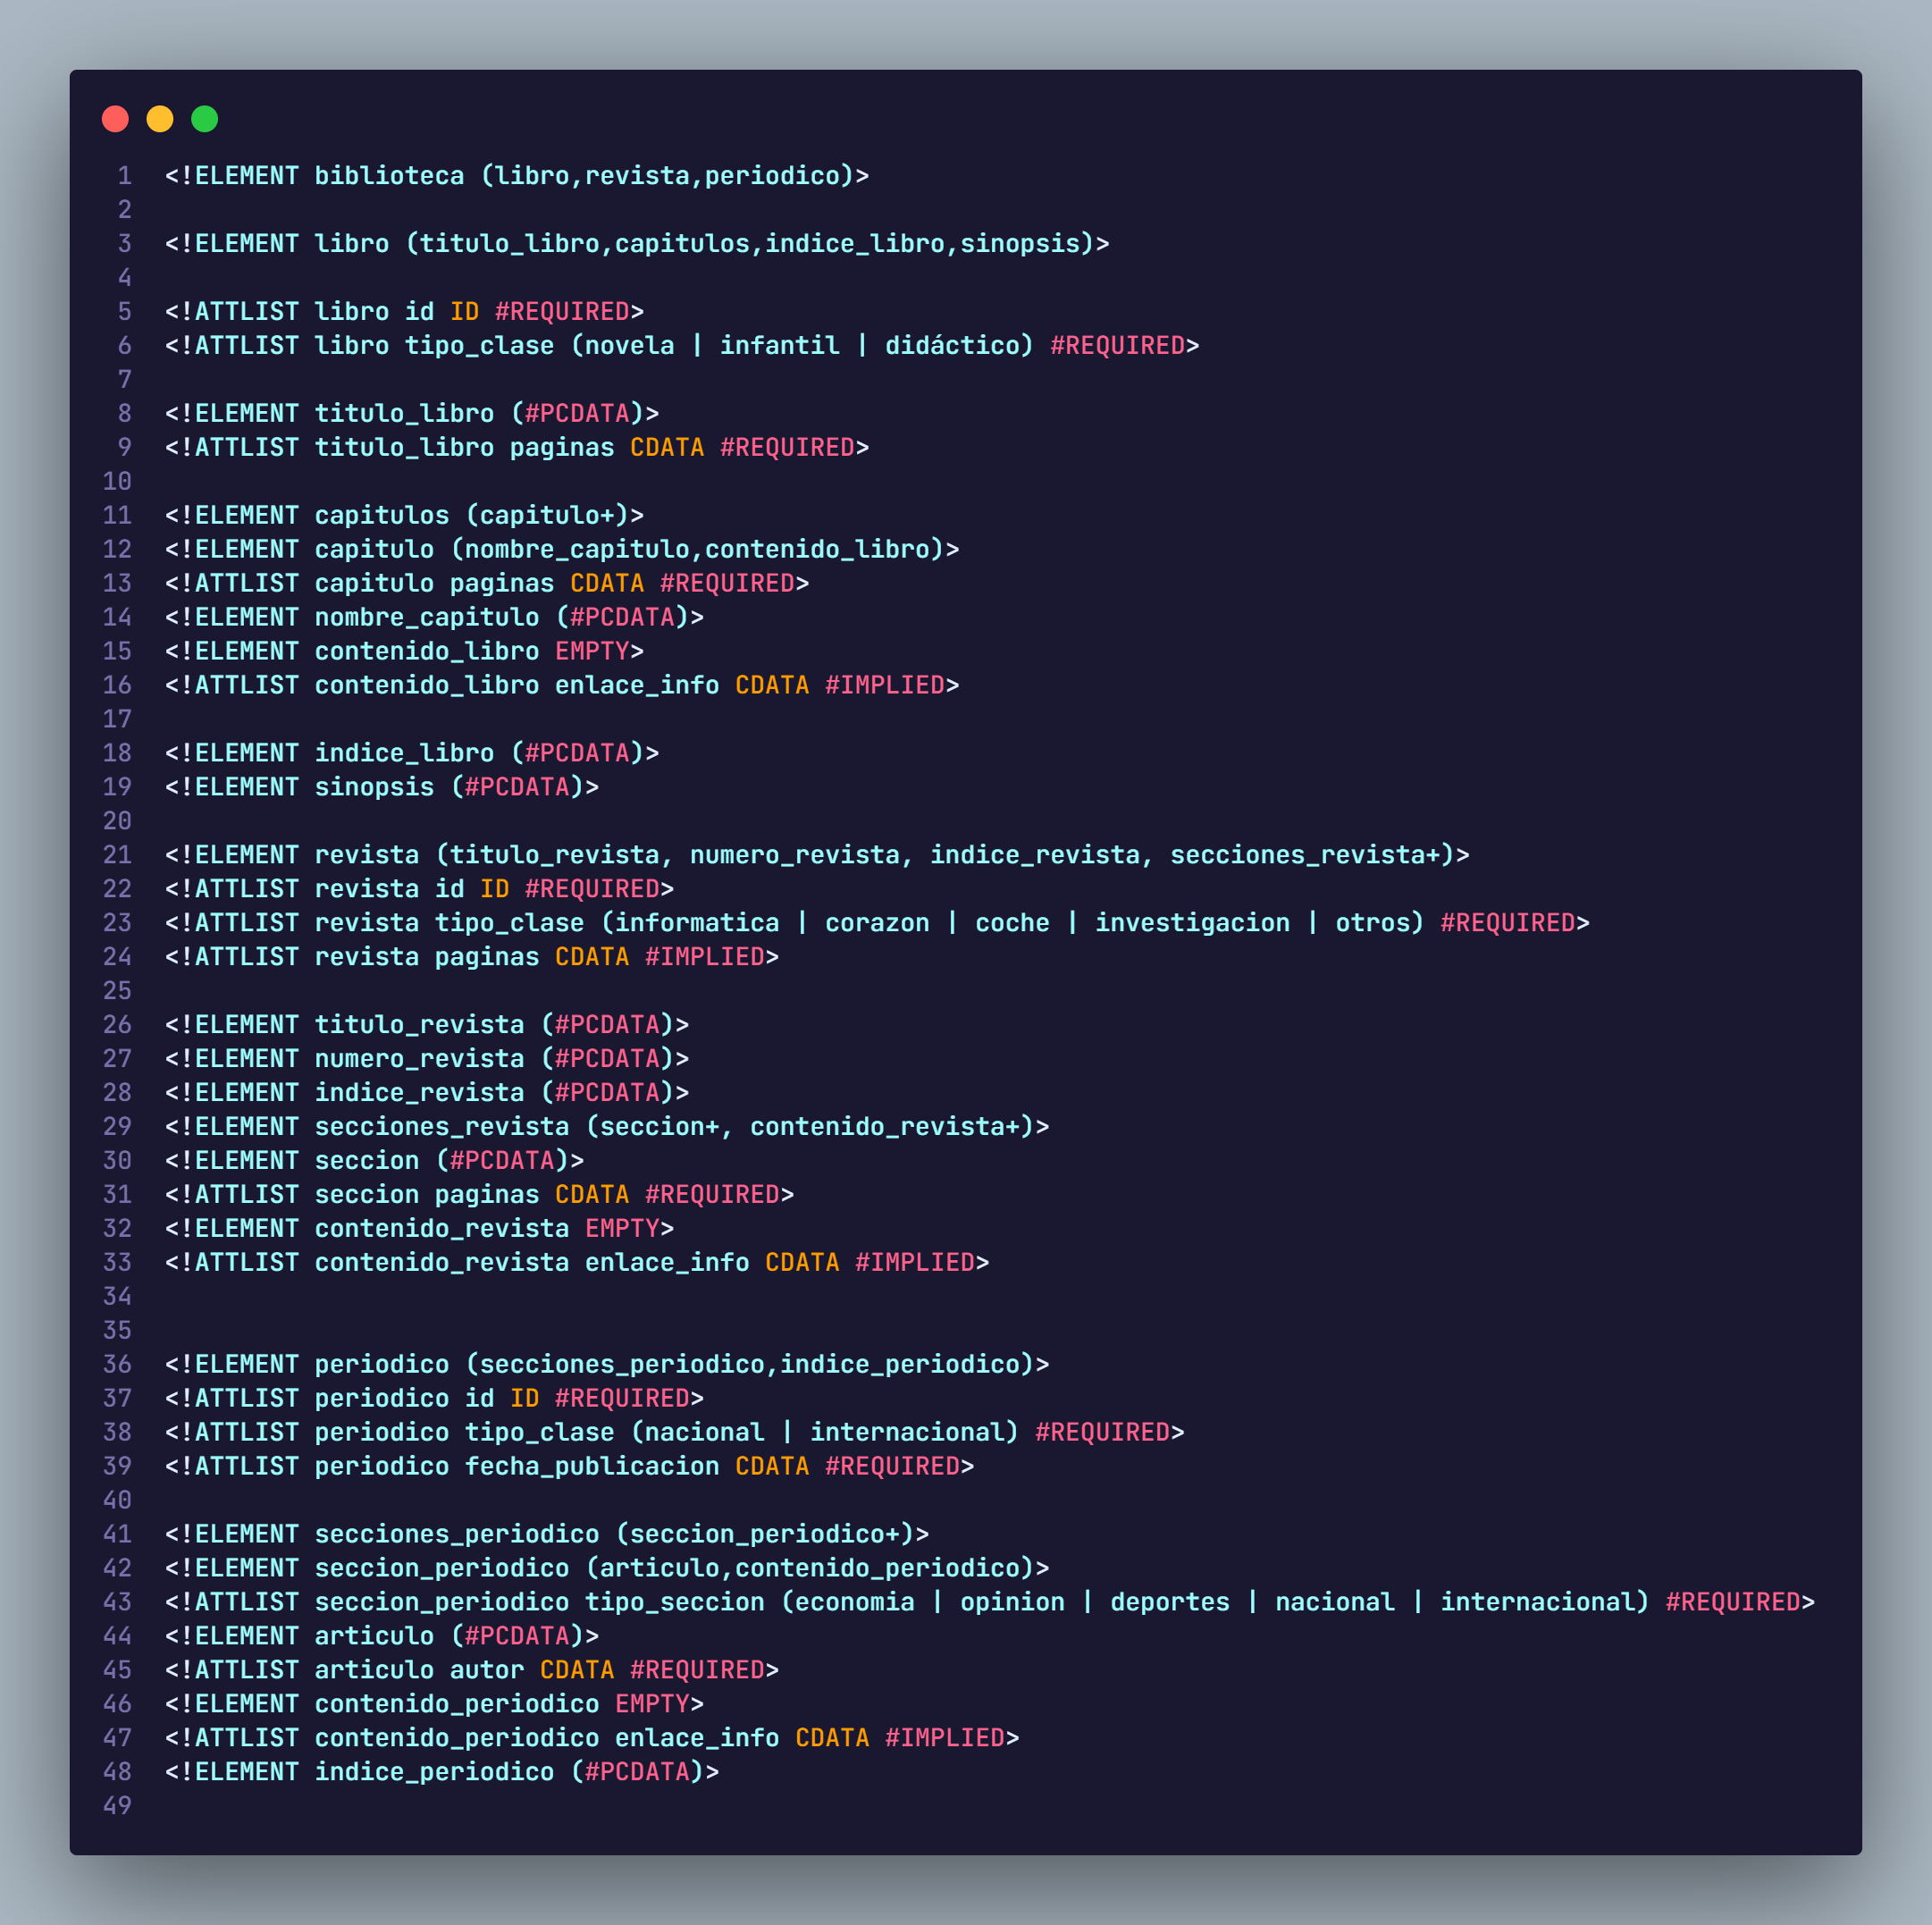 1 <!ELEMENT biblioteca (libro,revista,periodico)>
2
3 <!ELEMENT libro (titulo_libro,capitulos,indice_libro,sinopsis)>
4
5 <!ATTLIST libro id ID #REQUIRED>
6 <!ATTLIST libro tipo_clase (novela | infantil | didáctico) #REQUIRED>
7
8 <!ELEMENT titulo_libro (#PCDATA)>
9 <!ATTLIST titulo_libro paginas CDATA #REQUIRED>
10
11 <!ELEMENT capitulos (capitulo+)>
12 <!ELEMENT capitulo (nombre_capitulo,contenido_libro)>
13 <!ATTLIST capitulo paginas CDATA #REQUIRED>
14 <!ELEMENT nombre_capitulo (#PCDATA)>
15 <!ELEMENT contenido_libro EMPTY>
16 <!ATTLIST contenido_libro enlace_info CDATA #IMPLIED>
17
18 <!ELEMENT indice_libro (#PCDATA)>
19 <!ELEMENT sinopsis (#PCDATA)>
20
21 <!ELEMENT revista (titulo_revista, numero_revista, indice_revista, secciones_revista+)>
22 <!ATTLIST revista id ID #REQUIRED>
23 <!ATTLIST revista tipo_clase (informatica | corazon | coche | investigacion | otros) #REQUIRED>
24 <!ATTLIST revista paginas CDATA #IMPLIED>
25
26 <!ELEMENT titulo_revista (#PCDATA)>
27 <!ELEMENT numero_revista (#PCDATA)>
28 <!ELEMENT indice_revista (#PCDATA)>
29 <!ELEMENT secciones_revista (seccion+, contenido_revista+)>
30 <!ELEMENT seccion (#PCDATA)>
31 <!ATTLIST seccion paginas CDATA #REQUIRED>
32 <!ELEMENT contenido_revista EMPTY>
33 <!ATTLIST contenido_revista enlace_info CDATA #IMPLIED>
34
35
36 <!ELEMENT periodico (secciones_periodico,indice_periodico)>
37 <!ATTLIST periodico id ID #REQUIRED>
38 <!ATTLIST periodico tipo_clase (nacional | internacional) #REQUIRED>
39 <!ATTLIST periodico fecha_publicacion CDATA #REQUIRED>
40
41 <!ELEMENT secciones_periodico (seccion_periodico+)>
42 <!ELEMENT seccion_periodico (articulo,contenido_periodico)>
43 <!ATTLIST seccion_periodico tipo_seccion (economia | opinion | deportes | nacional | internacional) #REQUIRED>
44 <!ELEMENT articulo (#PCDATA)>
45 <!ATTLIST articulo autor CDATA #REQUIRED>
46 <!ELEMENT contenido_periodico EMPTY>
47 <!ATTLIST contenido_periodico enlace_info CDATA #IMPLIED>
48 <!ELEMENT indice_periodico (#PCDATA)>
49